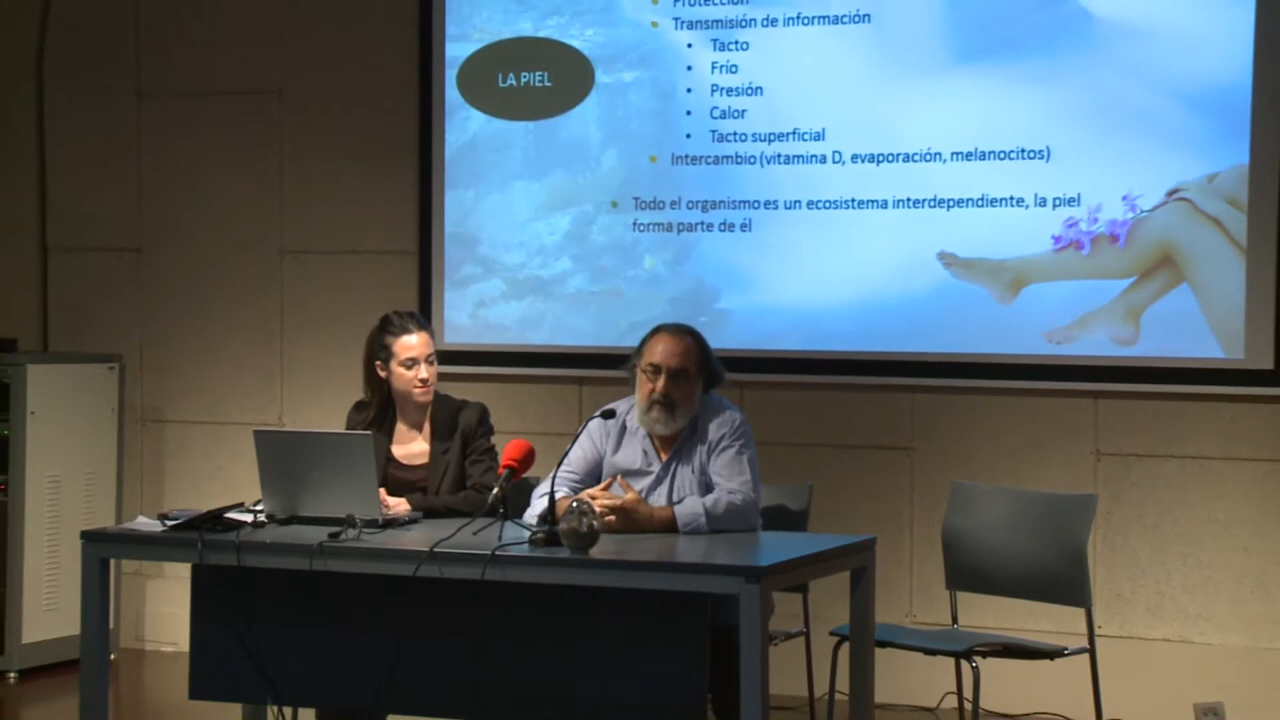 Protección
Transmisión de información
LA PIEL
Tacto
Frío
Presión
Calor
Tacto superficial
Intercambio (vitamina D, evaporación, melanocitos)
Todo el organismo es un ecosistema interdependiente, la piel
forma parte de él